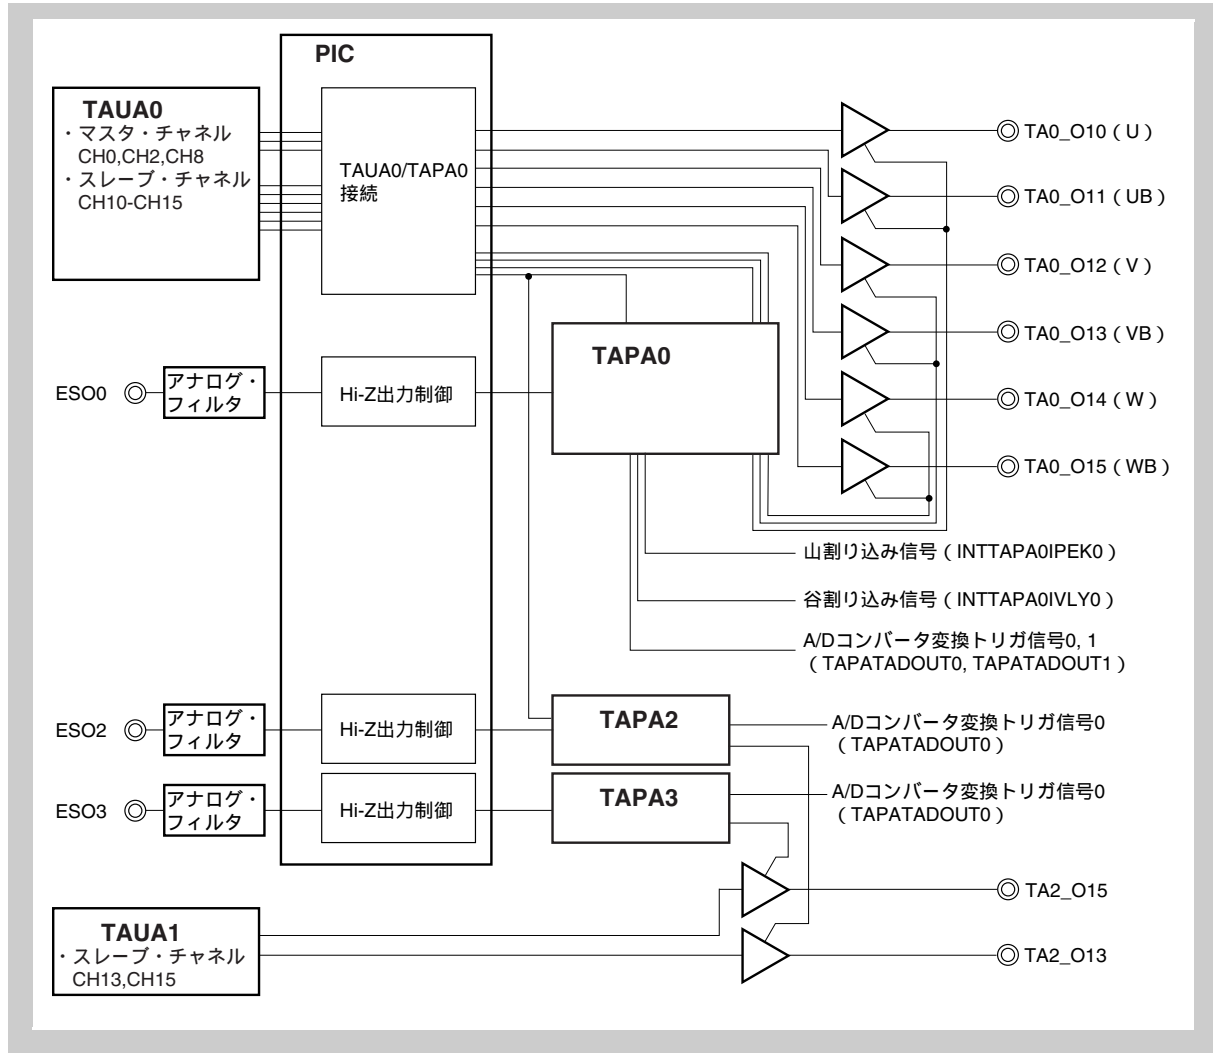 PIC
TAUA0
・マスタ・チャネル
CH0,CH2,CH8
・スレーブ・チャネル
CH10-CH15
TAUA0/TAPA0
接続
TA0_O10（U）
TA0_O11（UB）
TA0_O12（V）
TA0_O13（VB）
TA0_O14（W）
TA0_O15（WB）
ESO0
アナログ・
フィルタ
Hi-Z出力制御
TAPA0
山割り込み信号（INTTAPA0IPEK0）
谷割り込み信号（INTTAPA0IVLY0）
A/Dコンバータ変換トリガ信号0, 1
（TAPATADOUT0, TAPATADOUT1）
ESO2
アナログ・
フィルタ
Hi-Z出力制御
TAPA2
A/Dコンバータ変換トリガ信号0
（TAPATADOUT0）
ESO3
アナログ・
フィルタ
Hi-Z出力制御
TAPA3
A/Dコンバータ変換トリガ信号0
（TAPATADOUT0）
TA2_O15
TAUA1
・スレーブ・チャネル
CH13,CH15
TA2_O13